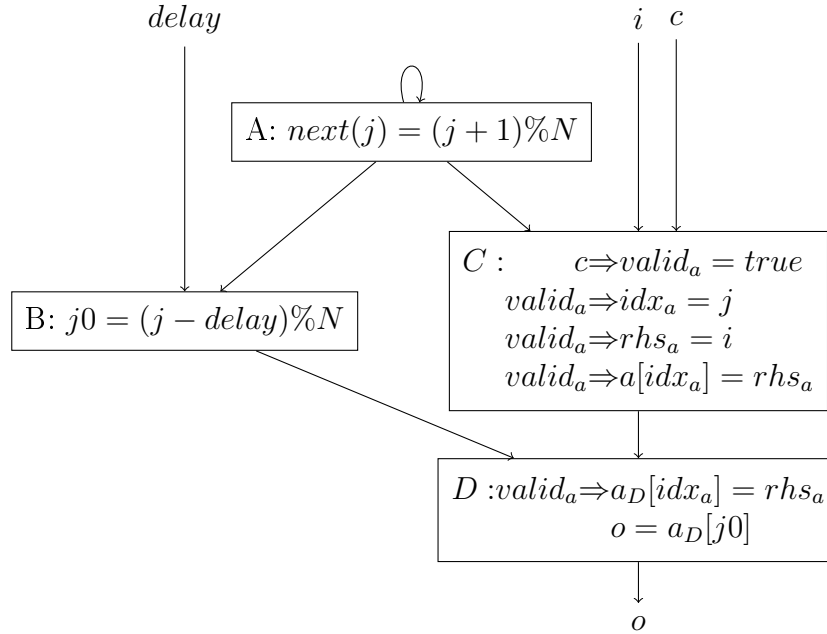 delay
i c
A: next(j) = (j + 1)%N
C : c⇒valid_a = true
valid_a⇒idx_a = j
B: j0 = (j − delay)%N
valid_a⇒rhs_a = i
valid_a⇒a[idx_a] = rhs_a
D :valid_a⇒a_D[idx_a] = rhs_a
o = a_D[j0]
o